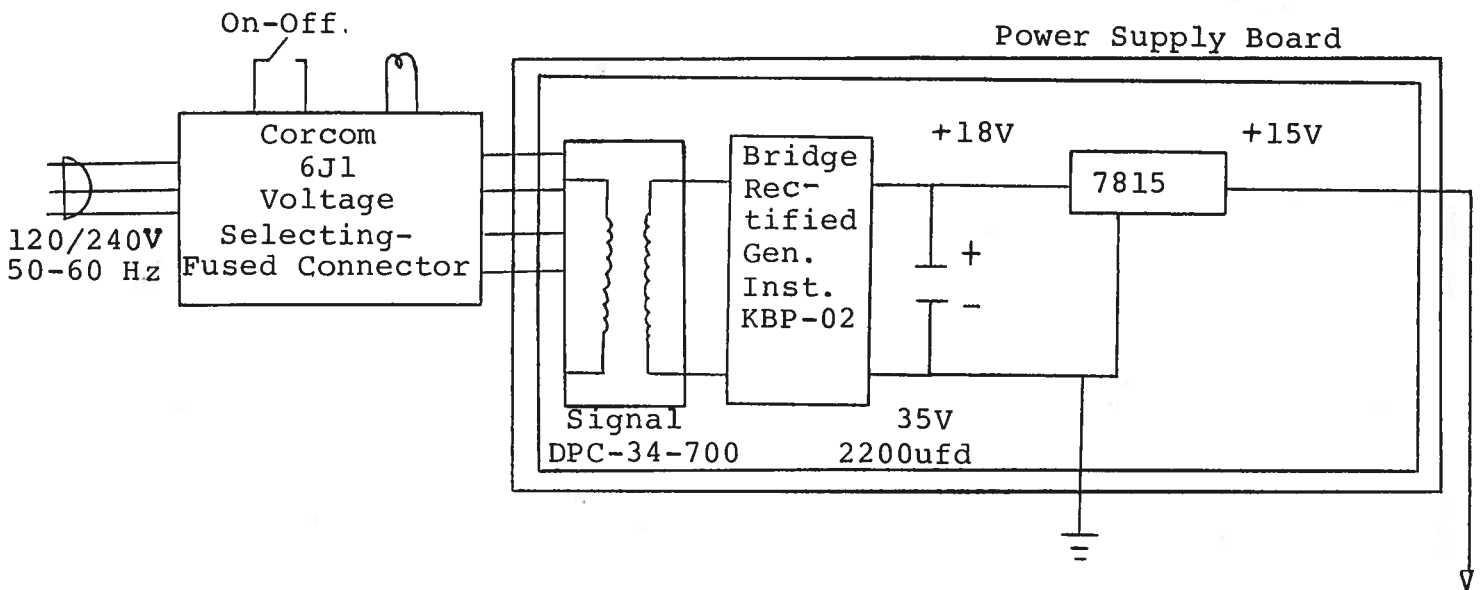 On-Off.
Power Supply Board
Corcom
6J1
Voltage
Selecting-
Fused Connector
120/240V
50-60 Hz
Bridge
Rec-
tified
Gen.
Inst.
KBP-02
+18V
7815
+15V
+
-
Signal
DPC-34-700
35V
2200ufd